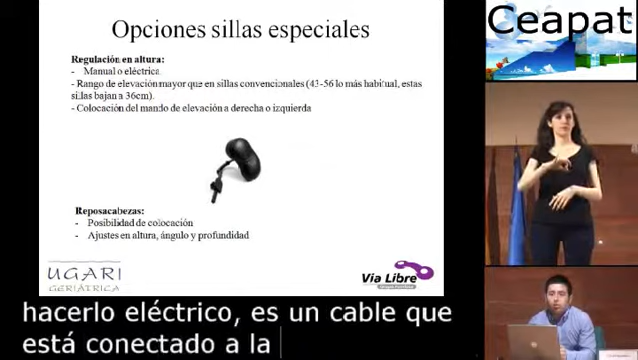 Opciones sillas especiales
Ceapat
Regulación en altura:
- Manual o eléctrica.
- Rango de elevación mayor que en sillas convencionales (43-56 lo más habitual, estas
sillas bajan a 36cm).
- Colocación del mando de elevación a derecha o izquierda
Reposacabezas:
- Posibilidad de colocación
- Ajustes en altura, ángulo y profundidad
UGARI
GERIÁTRICA
Vía Libre
hacerlo eléctrico, es un cable que
está conectado a la